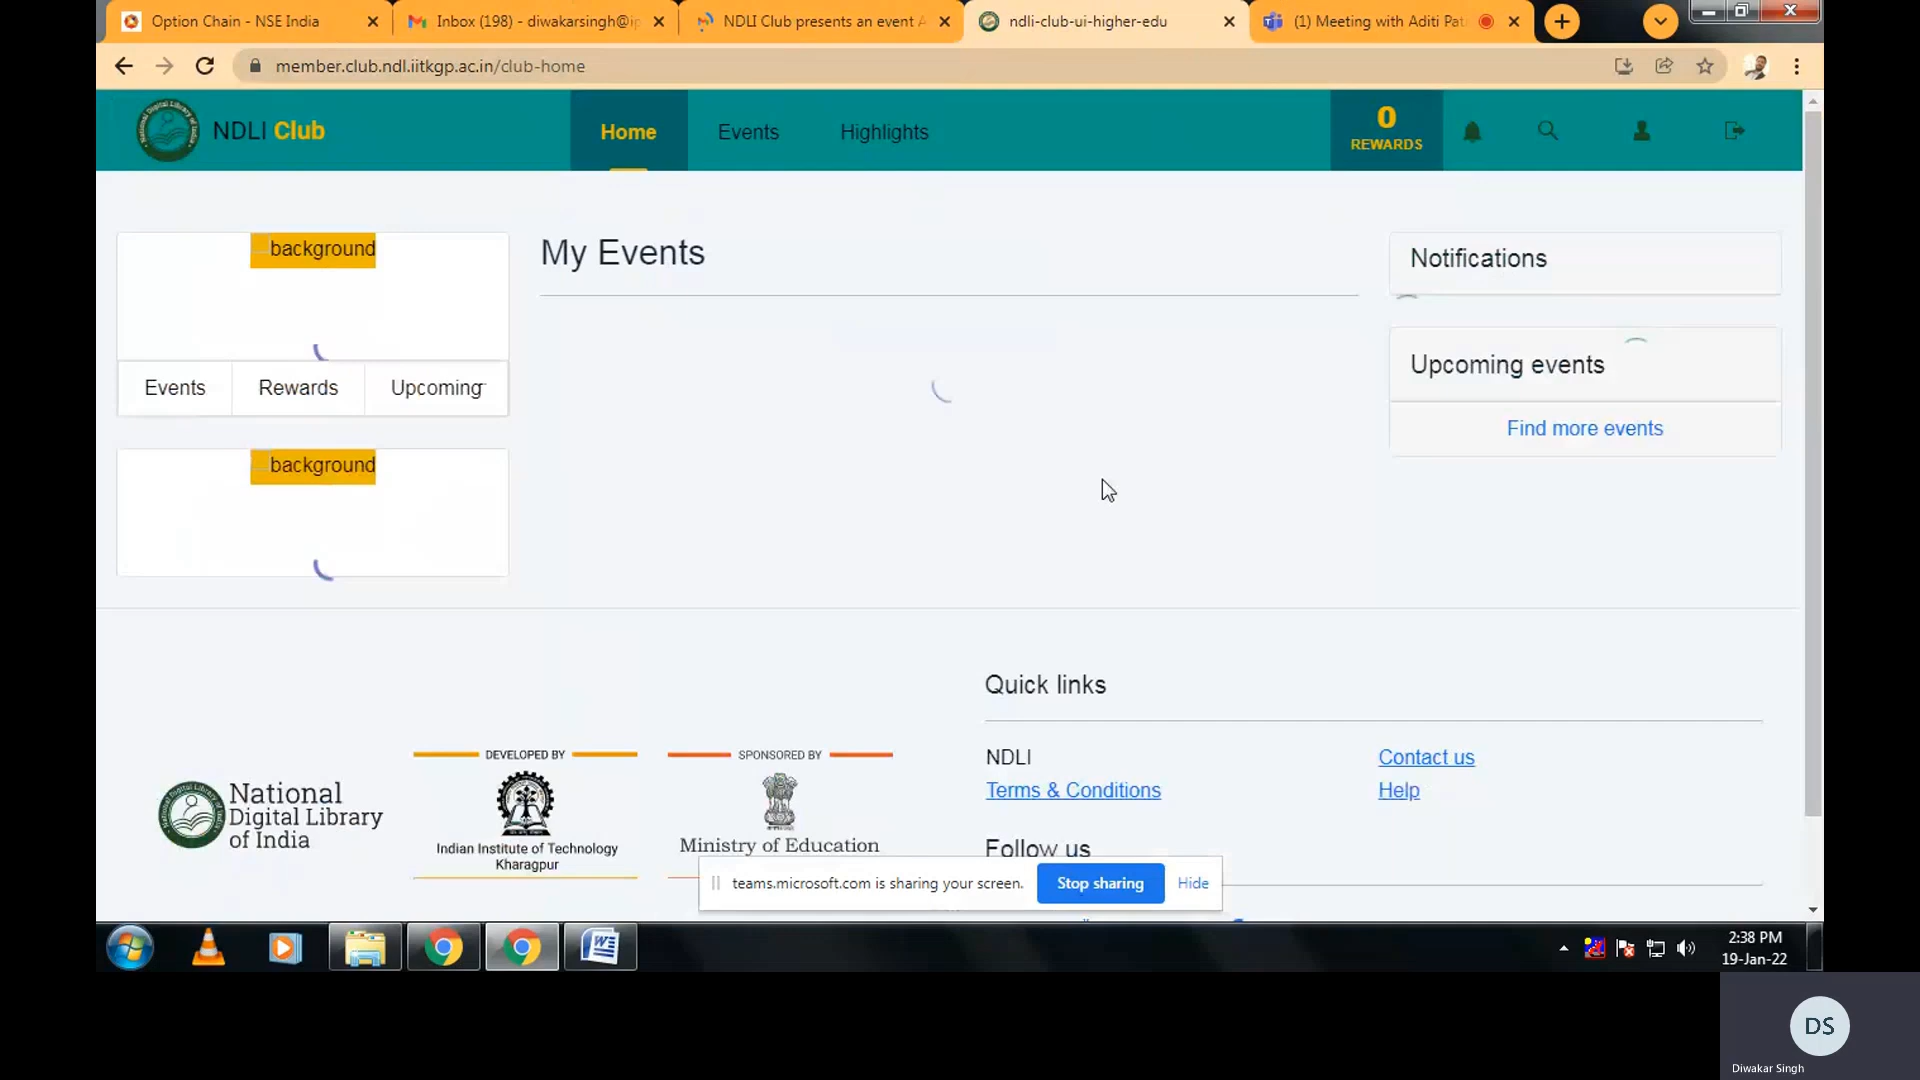 Option Chain - NSE India
Inbox (198) - diwakarsingh@ip
NDLI Club presents an event A
ndli-club-ui-higher-edu
(1) Meeting with Aditi Pat
member.club.ndl.iitkgp.ac.in/club-home
NDLI Club
Home
Events
Highlights
0
REWARDS
background
Events
Rewards
Upcoming
background
My Events
Notifications
Upcoming events
Find more events
National
Digital Library
of India
DEVELOPED BY
Indian Institute of Technology
Kharagpur
SPONSORED BY
Ministry of Education
Quick links
NDLI
Terms & Conditions
Contact us
Help
Follow us
teams.microsoft.com is sharing your screen.
Stop sharing
Hide
2:38 PM
19-Jan-22
DS
Diwakar Singh